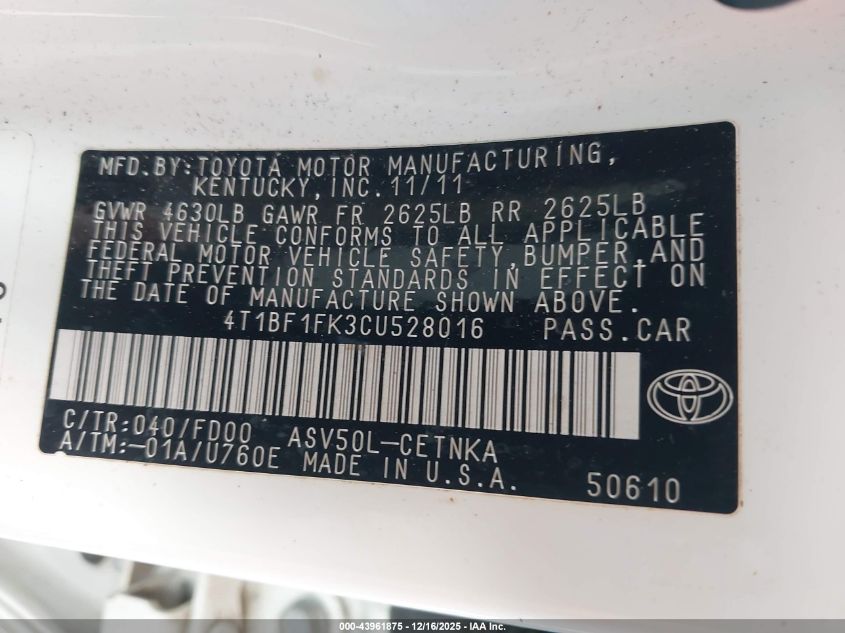 MFD.BY:TOYOTA MOTOR MANUFACTURING,
KENTUCKY,INC.11/11
GVWR 4630LB GAWR FR 2625LB RR 2625LB
THIS VEHICLE CONFORMS TO ALL APPLICABLE
FEDERAL MOTOR VEHICLE SAFETY,BUMPER,AND
THEFT PREVENTION STANDARDS IN EFFECT ON
THE DATE OF MANUFACTURE SHOWN ABOVE.
4T1BF1FK3CU528016 PASS.CAR
C/TR:040/FD00 ASV50L-CETNKA
A/TM:-01A/U760E MADE IN U.S.A.
50610
000-43961875 - 12/16/2025 - IAA Inc.